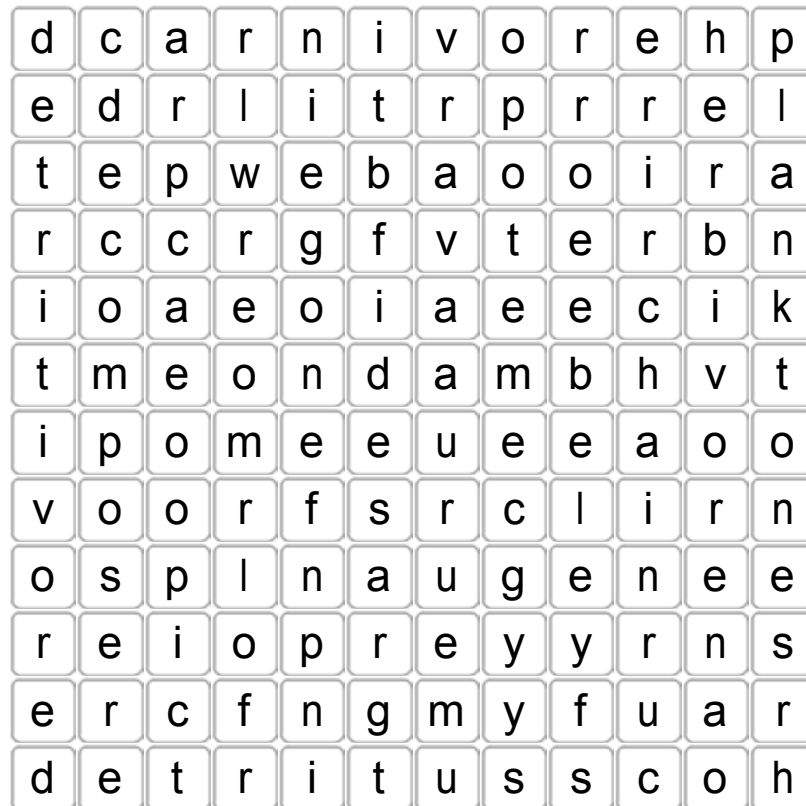 d c a r n i v o r e h p
e d r l i t r p r r e l
t e p w e b a o o i r a
r c c r g f v t e r b n
i o a e o i a e e c i k
t m e o n d a m b h v t
i p o m e e u e e a o o
v o o r f s r c l i r n
o s p l n a u g e n e e
r e i o p r e y y r n s
e r c f n g m y f u a r
d e t r i t u s s c o h